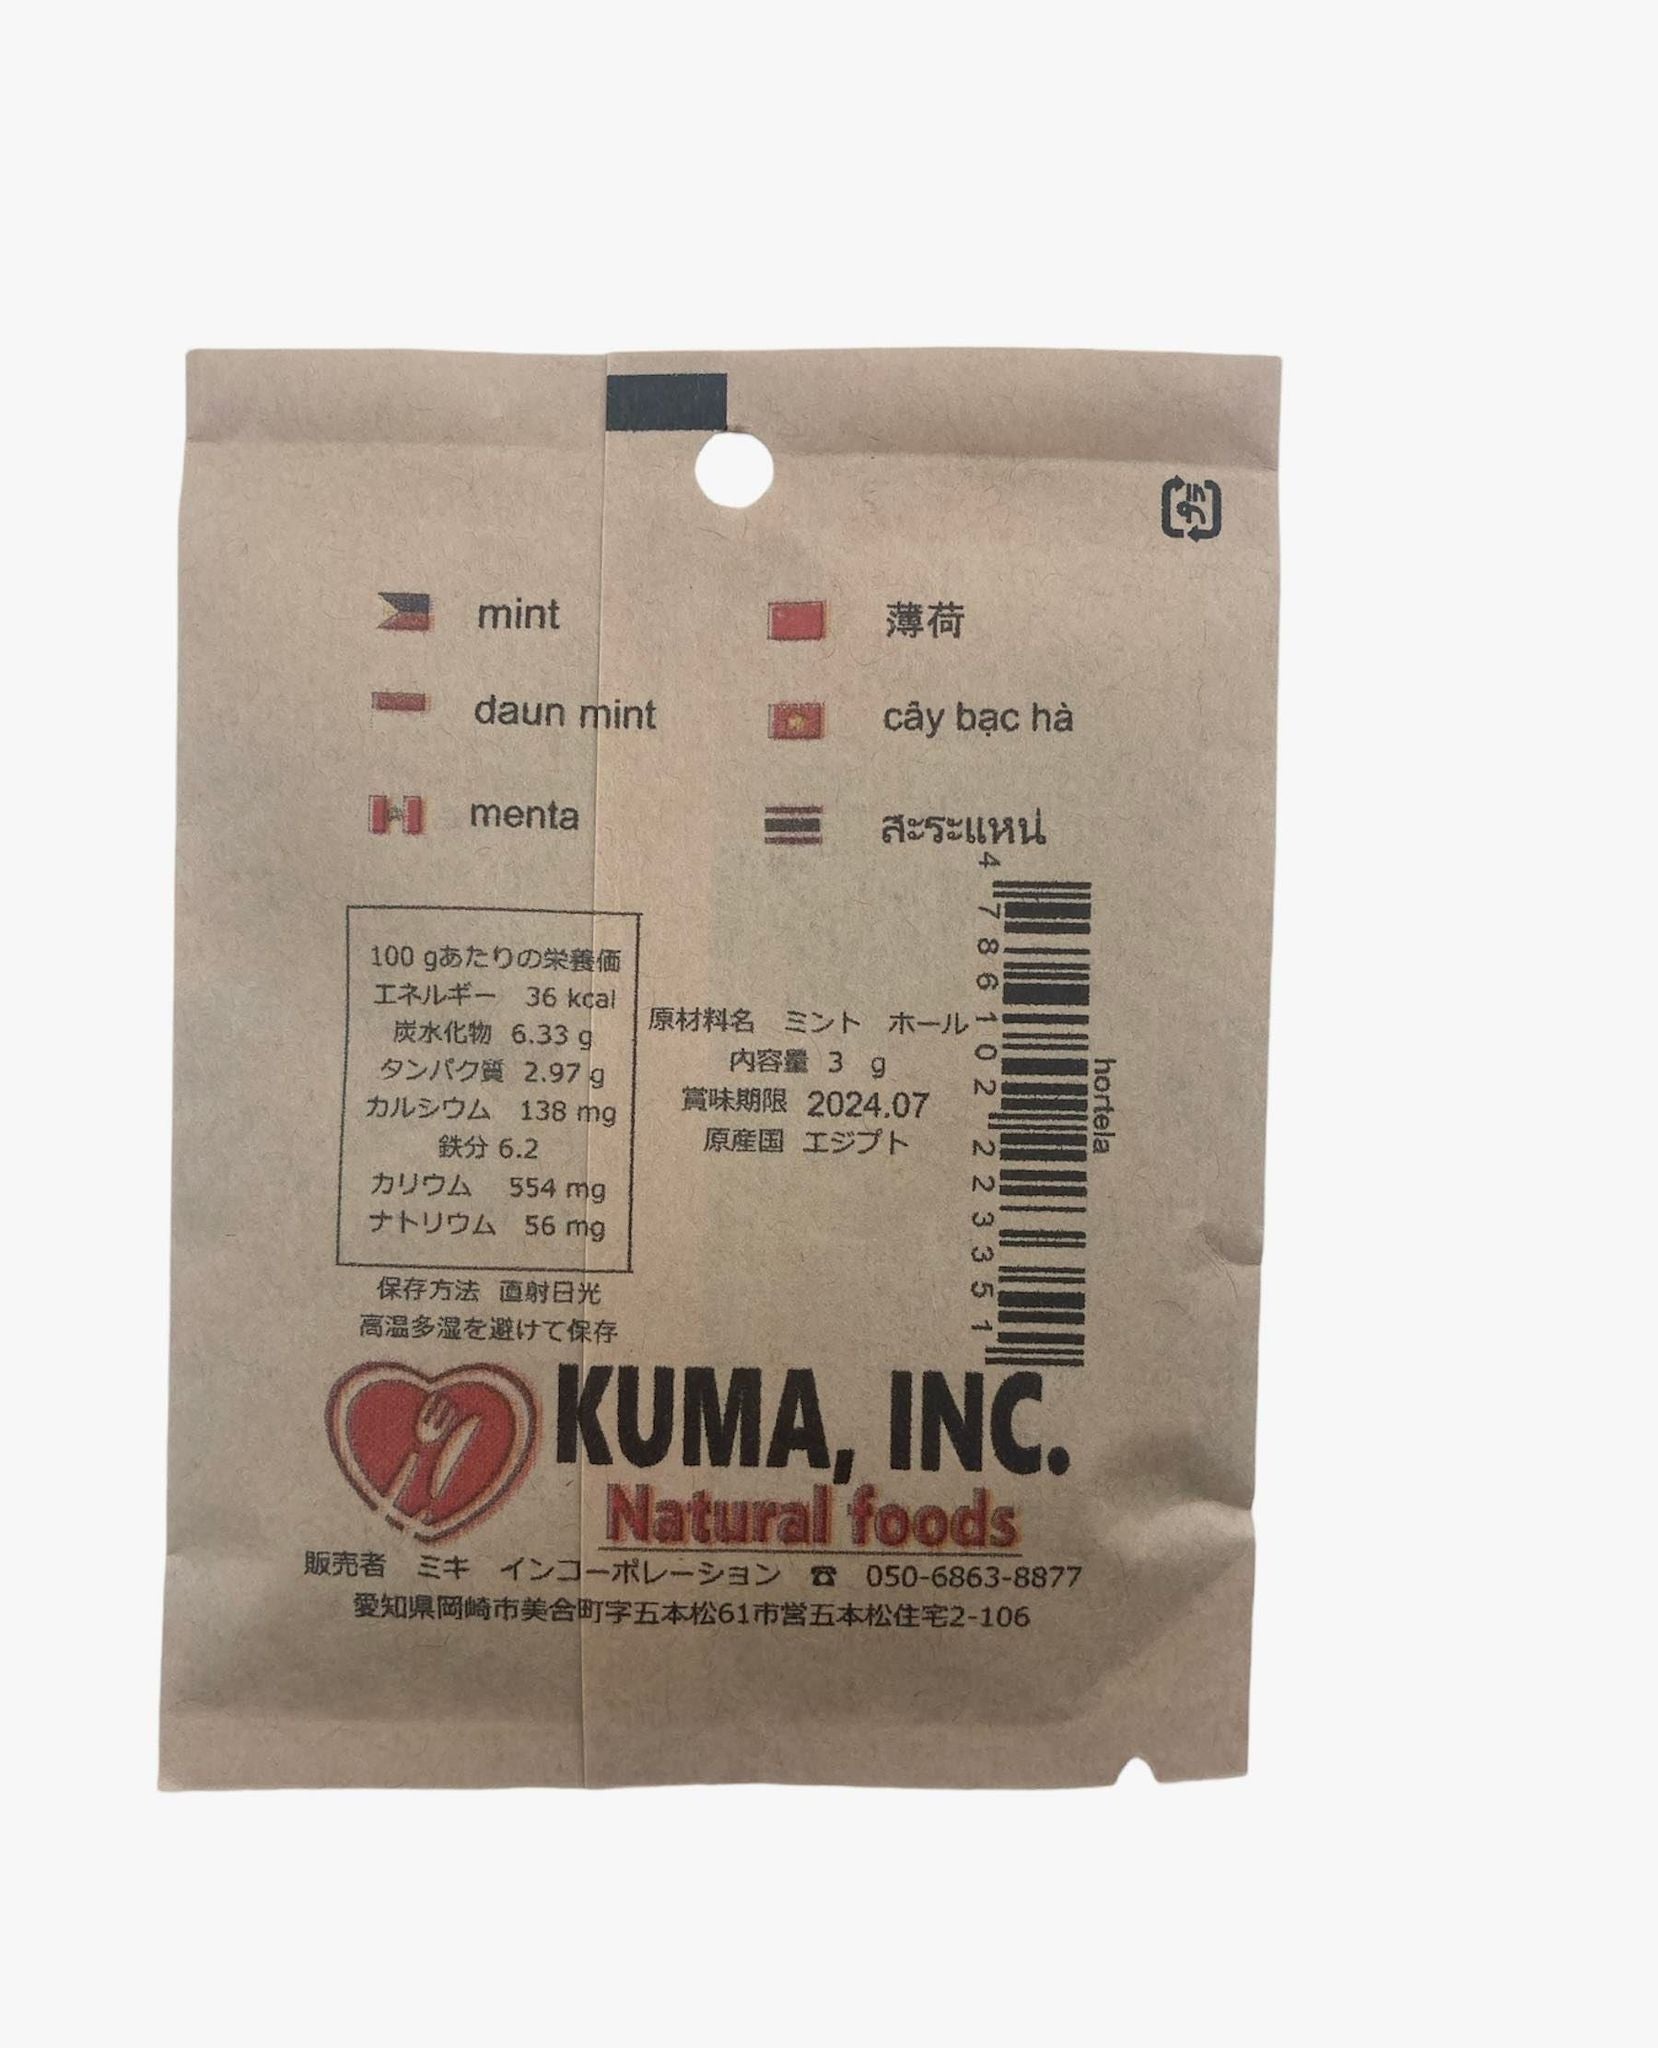 プラ
mint
薄荷
daun mint
cây bạc hà
menta
สะระแหน่
100 gあたりの栄養価
エネルギー 36 kcal
炭水化物 6.33 g
タンパク質 2.97 g
カルシウム 138 mg
鉄分 6.2
カリウム 554 mg
ナトリウム 56 mg
原材料名 ミント ホール
内容量 3 g
賞味期限 2024.07
原産国 エジプト
4 786102 223351
hortela
保存方法 直射日光
高温多湿を避けて保存
KUMA, INC.
Natural foods
販売者 ミキ インコーポレーション ☎ 050-6863-8877
愛知県岡崎市美合町字五本松61市営五本松住宅2-106